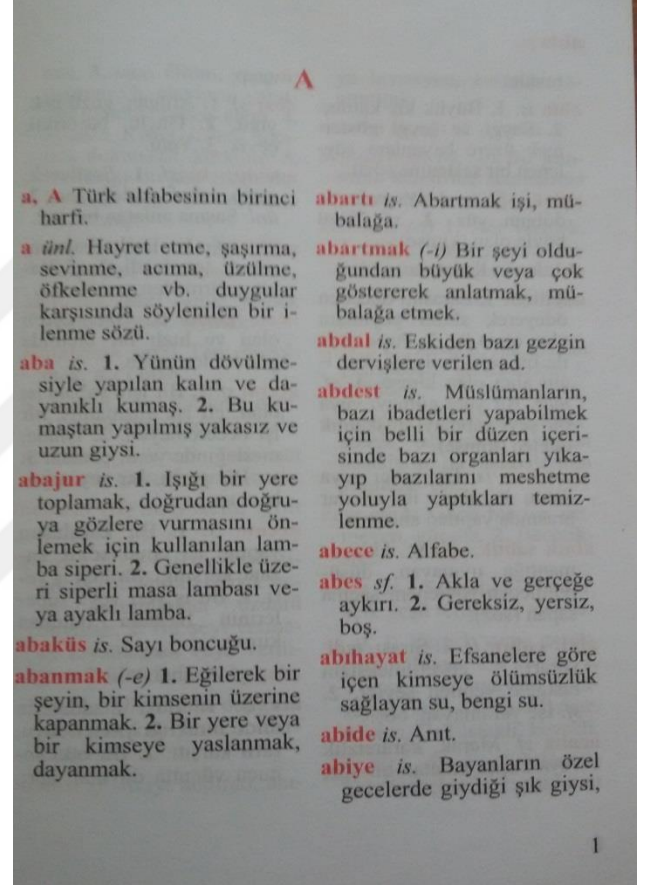 A
a, A Türk alfabesinin birinci
harfi.
a ünl. Hayret etme, şaşırma,
sevinme, acıma, üzülme,
öfkelenme vb. duygular
karşısında söylenilen bir i-
lenme sözü.
aba is. 1. Yünün dövülme-
siyle yapılan kalın ve da-
yanıklı kumaş. 2. Bu ku-
maştan yapılmış yakasız ve
uzun giysi.
abajur is. 1. Işığı bir yere
toplamak, doğrudan doğru-
ya gözlere vurmasını ön-
lemek için kullanılan lam-
ba siperi. 2. Genellikle üze-
ri siperli masa lambası ve-
ya ayaklı lamba.
abaküs is. Sayı boncuğu.
abanmak (-e) 1. Eğilerek bir
şeyin, bir kimsenin üzerine
kapanmak. 2. Bir yere veya
bir kimseye yaslanmak,
dayanmak.
abartı is. Abartmak işi, mü-
balağa.
abartmak (-i) Bir şeyi oldu-
ğundan büyük veya çok
göstererek anlatmak, mü-
balağa etmek.
abdal is. Eskiden bazı gezgin
dervişlere verilen ad.
abdest is. Müslümanların,
bazı ibadetleri yapabilmek
için belli bir düzen içeri-
sinde bazı organları yıka-
yıp bazılarını meshetme
yoluyla yaptıkları temiz-
lenme.
abece is. Alfabe.
abes sf. 1. Akla ve gerçeğe
aykırı. 2. Gereksiz, yersiz,
boş.
abıhayat is. Efsanelere göre
içen kimseye ölümsüzlük
sağlayan su, bengi su.
abide is. Anıt.
abiye is. Bayanların özel
gecelerde giydiği şık giysi,
1